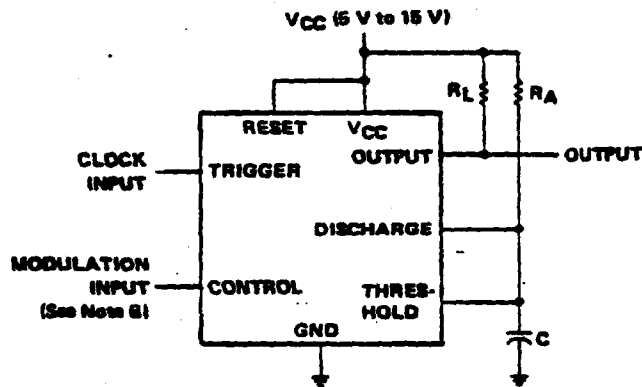 VCC (5 V to 15 V)
RL
RA
RESET
VCC
CLOCK
INPUT
TRIGGER
OUTPUT
OUTPUT
DISCHARGE
MODULATION
INPUT
(See Note B)
CONTROL
THRES-
HOLD
GND
C